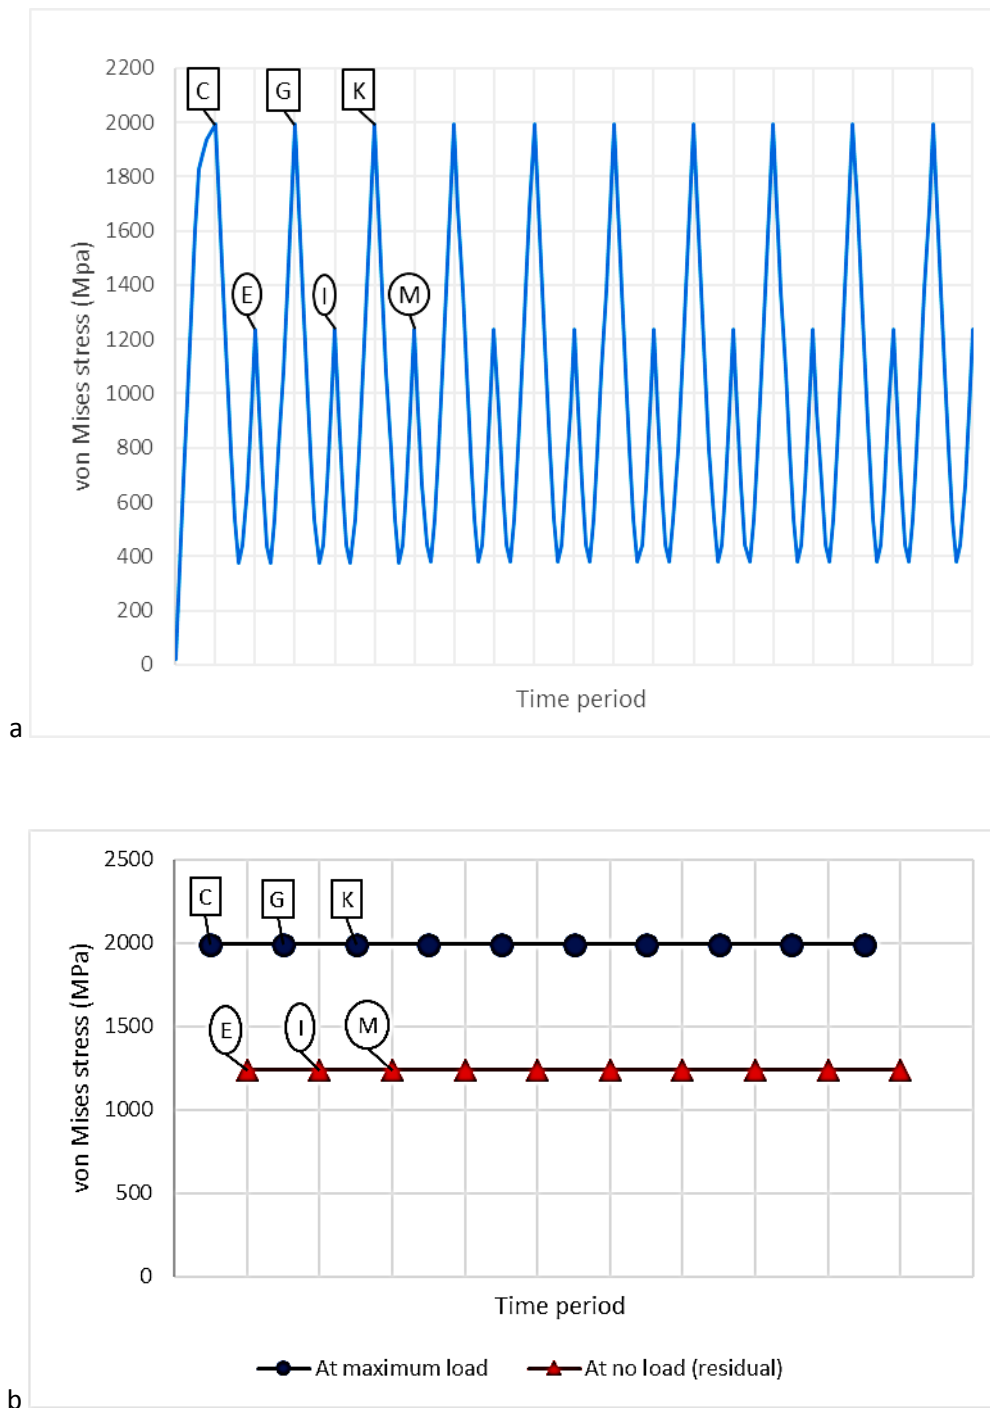 2200
2000
1800
1600
1400
1200
1000
800
600
400
200
0
von Mises stress (Mpa)
C
G
K
E
I
M
Time period
a
2500
2000
1500
1000
500
0
von Mises stress (MPa)
C
G
K
E
I
M
Time period
At maximum load
At no load (residual)
b